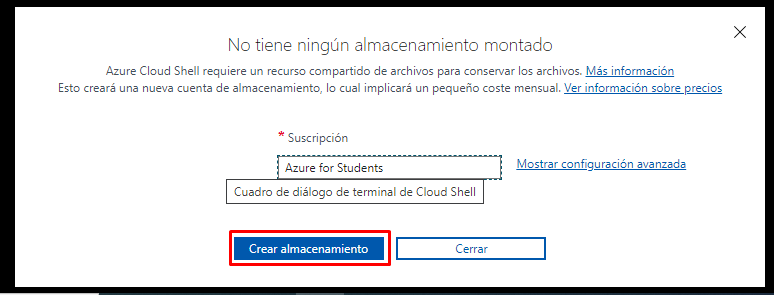 No tiene ningún almacenamiento montado
Azure Cloud Shell requiere un recurso compartido de archivos para conservar los archivos. Más información
Esto creará una nueva cuenta de almacenamiento, lo cual implicará un pequeño coste mensual. Ver información sobre precios
* Suscripción
Azure for Students
Mostrar configuración avanzada
Cuadro de diálogo de terminal de Cloud Shell
Crear almacenamiento
Cerrar